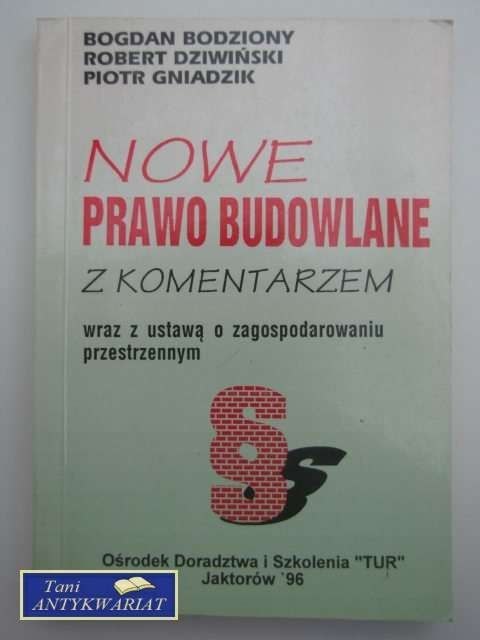 BOGDAN BODZIONY
ROBERT DZIWIŃSKI
PIOTR GNIADZIK
NOWE
PRAWO BUDOWLANE
Z KOMENTARZEM
wraz z ustawą o zagospodarowaniu
przestrzennym
§
Ośrodek Doradztwa i Szkolenia "TUR"
Jaktorów `96
Tani
ANTYKWARIAT